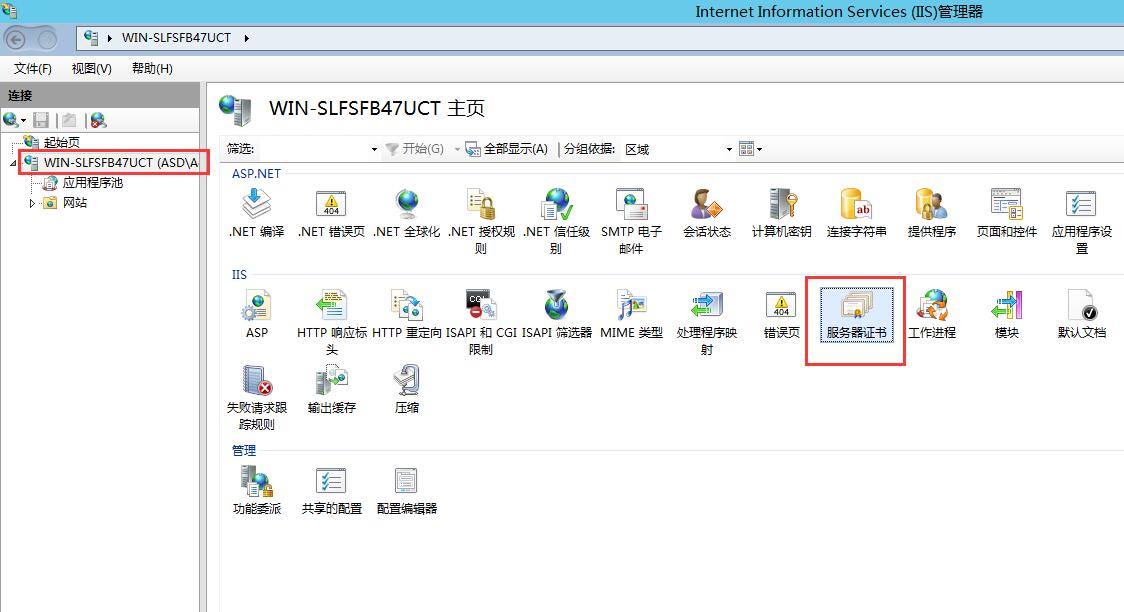 Internet Information Services (IIS)管理器
WIN-SLFSFB47UCT
文件(F) 视图(V) 帮助(H)
连接
起始页
WIN-SLFSFB47UCT (ASD\A
应用程序池
网站
WIN-SLFSFB47UCT 主页
筛选: 开始(G) 全部显示(A) 分组依据: 区域
ASP.NET
.NET 编译
404
.NET 错误页
.NET 全球化
.NET 授权规
则
.NET 信任级
别
SMTP 电子
邮件
会话状态
计算机密钥
ab
连接字符串
提供程序
页面和控件
应用程序设
置
IIS
ASP
HTTP 响应标
头
HTTP 重定向
CGI
ISAPI 和 CGI
限制
ISAPI 筛选器
MIME 类型
处理程序映
射
404
错误页
服务器证书
工作进程
模块
默认文档
失败请求跟
踪规则
输出缓存
压缩
管理
功能委派
共享的配置
配置编辑器